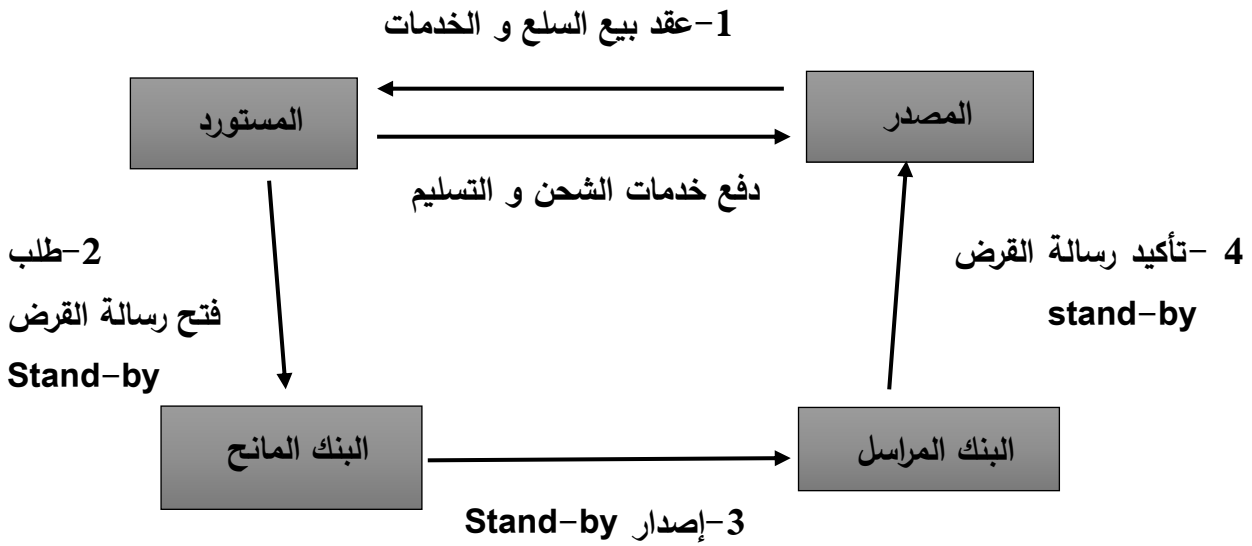 1-عقد بيع السلع و الخدمات
المصدر
المستورد
دفع خدمات الشحن و التسليم
2-طلب
فتح رسالة القرض
Stand-by
4 -تأكيد رسالة القرض
stand-by
البنك المانح
البنك المراسل
3-إصدار Stand-by